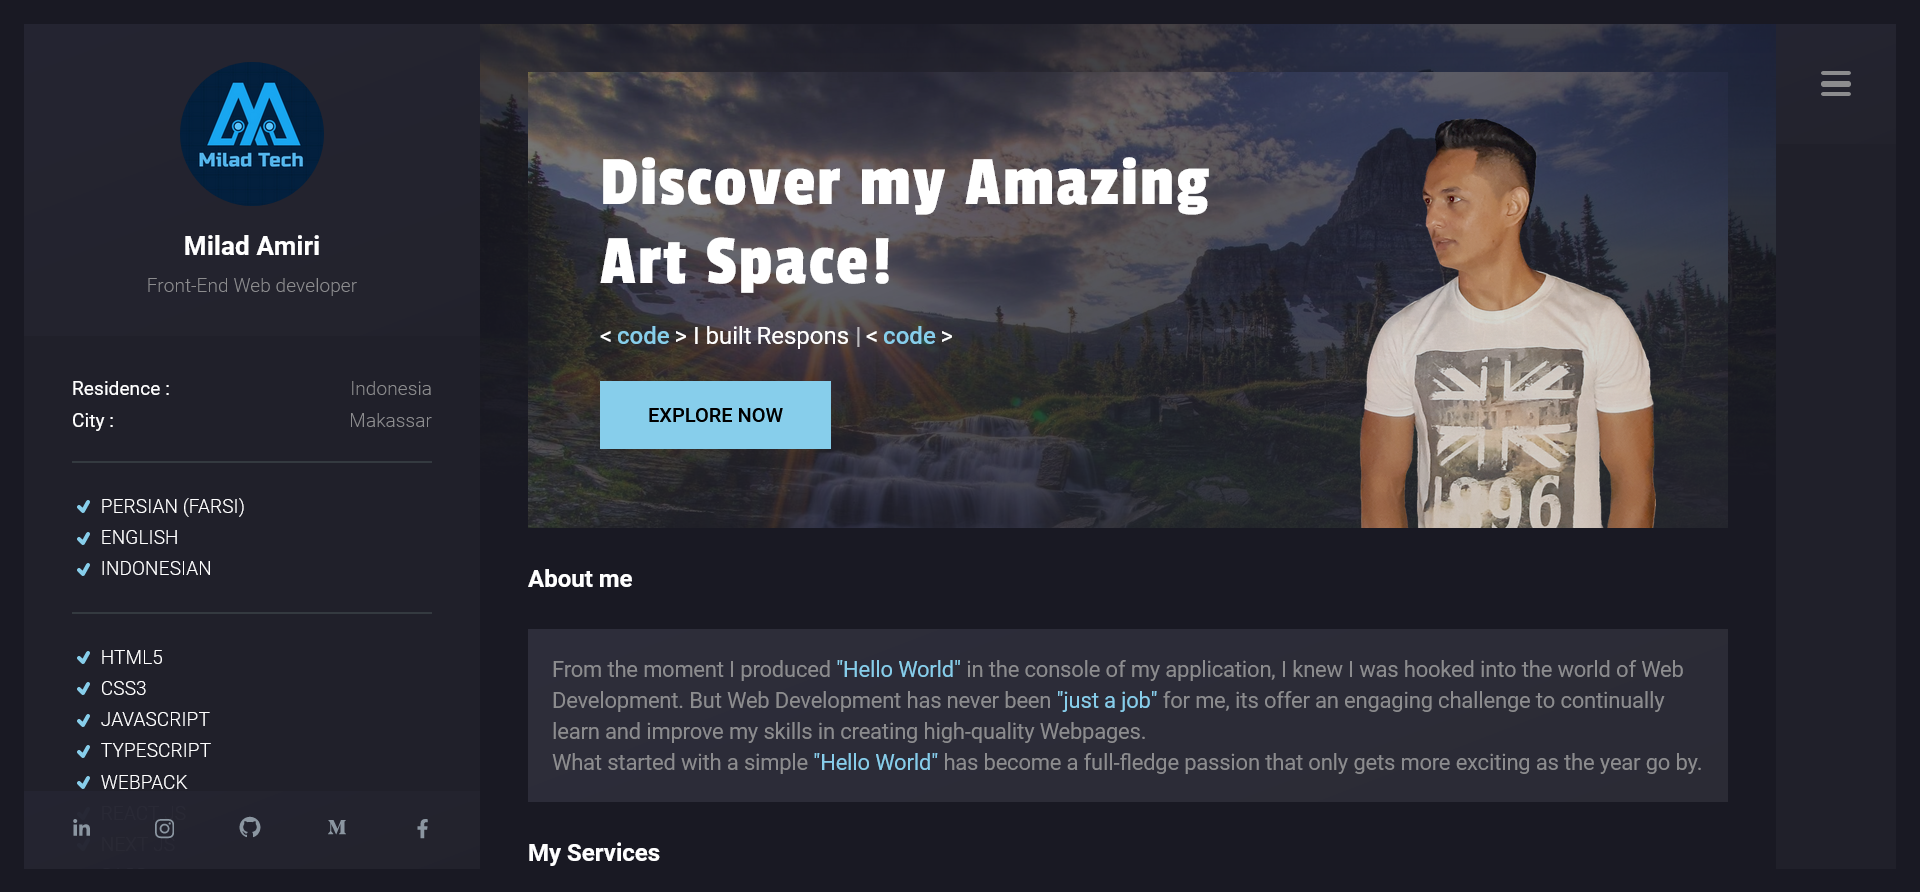 Milad Tech
Milad Amiri
Front-End Web developer
Residence : Indonesia
City : Makassar
PERSIAN (FARSI)
ENGLISH
INDONESIAN
HTML5
CSS3
JAVASCRIPT
TYPESCRIPT
WEBPACK
REACT JS
NEXT JS
in
M
f
Discover my Amazing
Art Space!
< code > I built Respons | < code >
EXPLORE NOW
996
About me
From the moment I produced "Hello World" in the console of my application, I knew I was hooked into the world of Web
Development. But Web Development has never been "just a job" for me, its offer an engaging challenge to continually
learn and improve my skills in creating high-quality Webpages.
What started with a simple "Hello World" has become a full-fledge passion that only gets more exciting as the year go by.
My Services